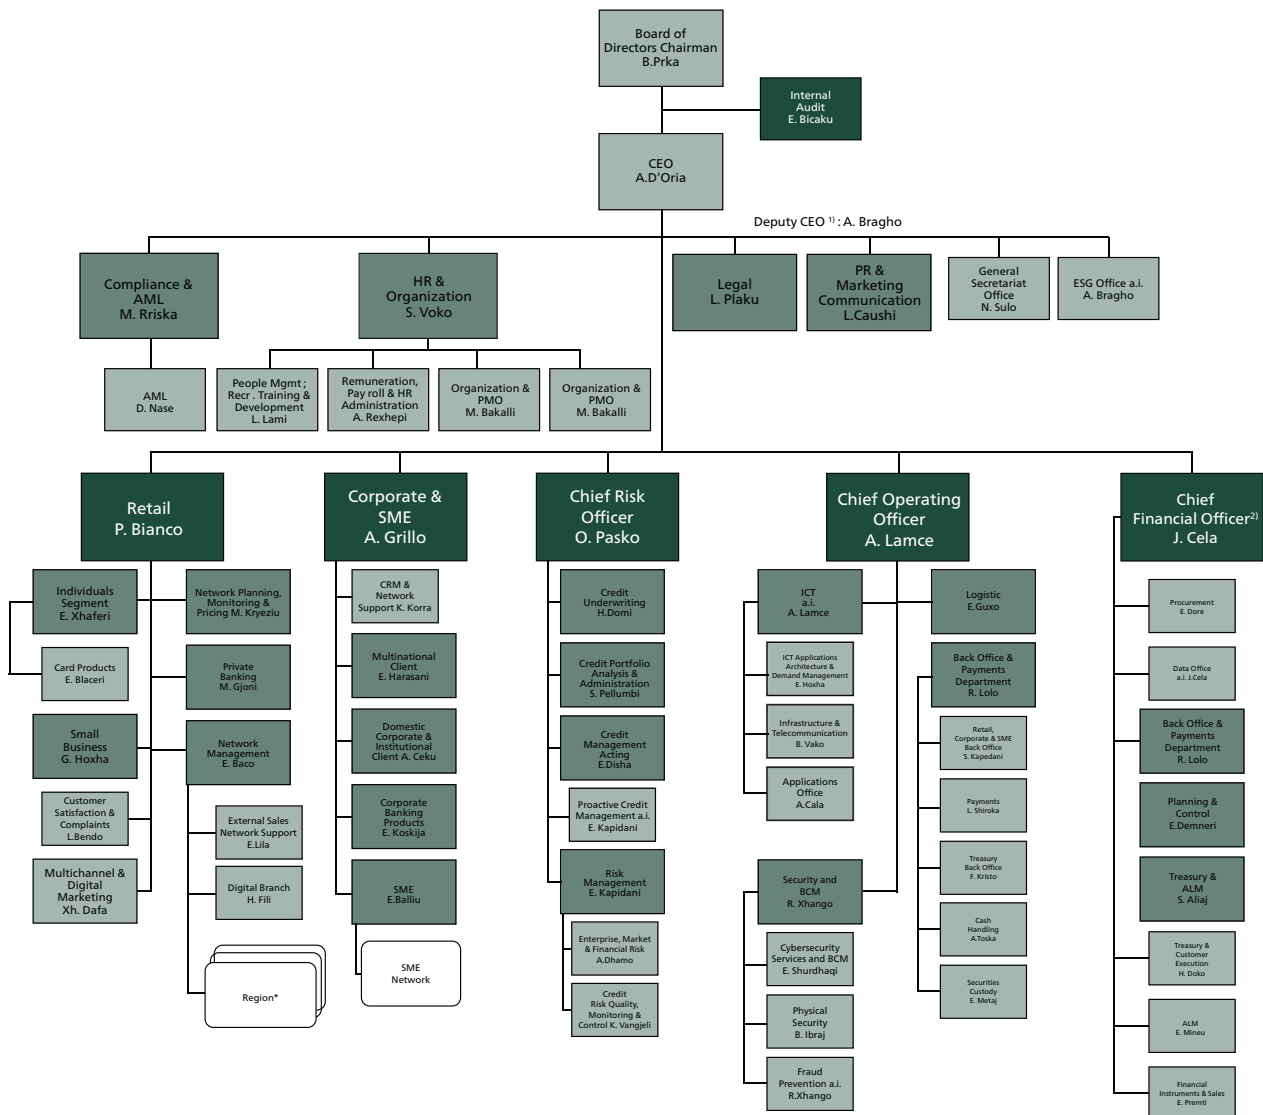 Board of
Directors Chairman
B.Prka
Internal
Audit
E. Bicaku
CEO
A.D'Oria
Deputy CEO 1) : A. Bragho
Compliance &
AML
M. Rriska
HR &
Organization
S. Voko
Legal
L. Plaku
PR &
Marketing
Communication
L.Caushi
General
Secretariat
Office
N. Sulo
ESG Office a.i.
A. Bragho
AML
D. Nase
People Mgmt ;
Recr . Training &
Development
L. Lami
Remuneration,
Pay roll & HR
Administration
A. Rexhepi
Organization &
PMO
M. Bakalli
Organization &
PMO
M. Bakalli
Retail
P. Bianco
Corporate &
SME
A. Grillo
Chief Risk
Officer
O. Pasko
Chief Operating
Officer
A. Lamce
Chief
Financial Officer2)
J. Cela
Individuals
Segment
E. Xhaferi
Card Products
E. Blaceri
Small
Business
G. Hoxha
Customer
Satisfaction &
Complaints
L.Bendo
Multichannel &
Digital
Marketing
Xh. Dafa
Network Planning,
Monitoring &
Pricing M. Kryeziu
Private
Banking
M. Gjoni
Network
Management
E. Baco
External Sales
Network Support
E.Lila
Digital Branch
H. Fili
Region*
CRM &
Network
Support K. Korra
Multinational
Client
E. Harasani
Domestic
Corporate &
Institutional
Client A. Ceku
Corporate
Banking
Products
E. Koskija
SME
E.Balliu
SME
Network
Credit
Underwriting
H.Domi
Credit Portfolio
Analysis &
Administration
S. Pellumbi
Credit
Management
Acting
E.Disha
Proactive Credit
Management a.i.
E. Kapidani
Risk
Management
E. Kapidani
Enterprise, Market
& Financial Risk
A.Dhamo
Credit
Risk Quality,
Monitoring &
Control K. Vangjeli
ICT
a.i.
A. Lamce
ICT Applications
Architecture &
Demand Management
E. Hoxha
Infrastructure &
Telecommunication
B. Vako
Applications
Office
A.Cala
Security and
BCM
R. Xhango
Cybersecurity
Services and BCM
E. Shurdhaqi
Physical
Security
B. Ibraj
Fraud
Prevention a.i.
R.Xhango
Logistic
E.Guxo
Back Office &
Payments
Department
R. Lolo
Retail,
Corporate & SME
Back Office
S. Kapedani
Payments
L. Shiroka
Treasury
Back Office
F. Kristo
Cash
Handling
A.Toska
Securities
Custody
E. Metaj
Procurement
E. Dore
Data Office
a.i. J.Cela
Back Office &
Payments
Department
R. Lolo
Planning &
Control
E.Demneri
Treasury &
ALM
S. Aliaj
Treasury &
Customer
Execution
H. Doko
ALM
E. Mineu
Financial
Instruments & Sales
E. Premti